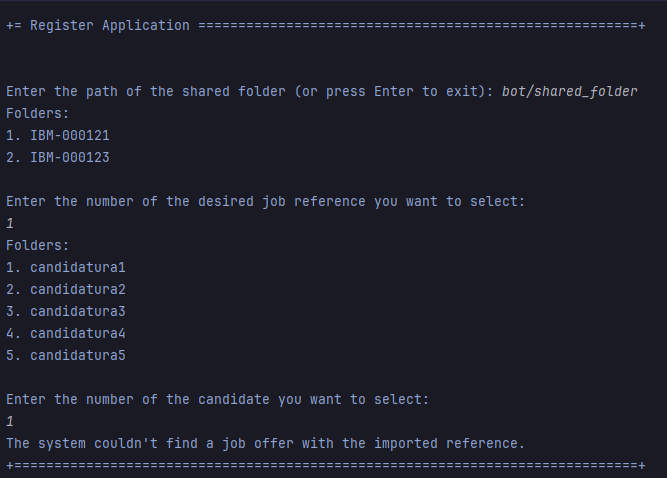 += Register Application =======================================================+
Enter the path of the shared folder (or press Enter to exit): bot/shared_folder
Folders:
1. IBM-000121
2. IBM-000123
Enter the number of the desired job reference you want to select:
1
Folders:
1. candidatura1
2. candidatura2
3. candidatura3
4. candidatura4
5. candidatura5
Enter the number of the candidate you want to select:
1
The system couldn't find a job offer with the imported reference.
+==============================================================================+